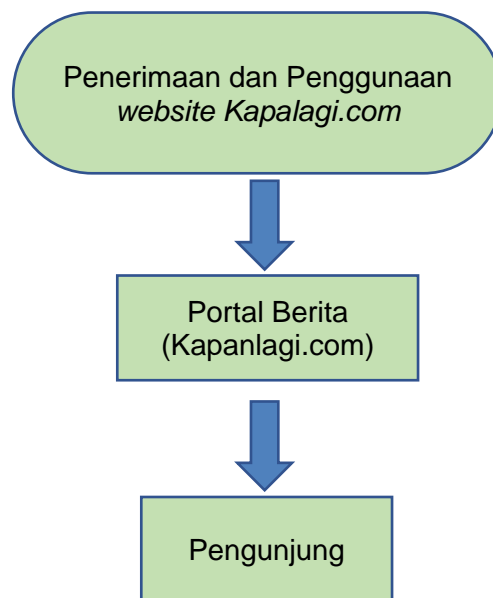 Penerimaan dan Penggunaan
website Kapalagi.com
Portal Berita
(Kapanlagi.com)
Pengunjung